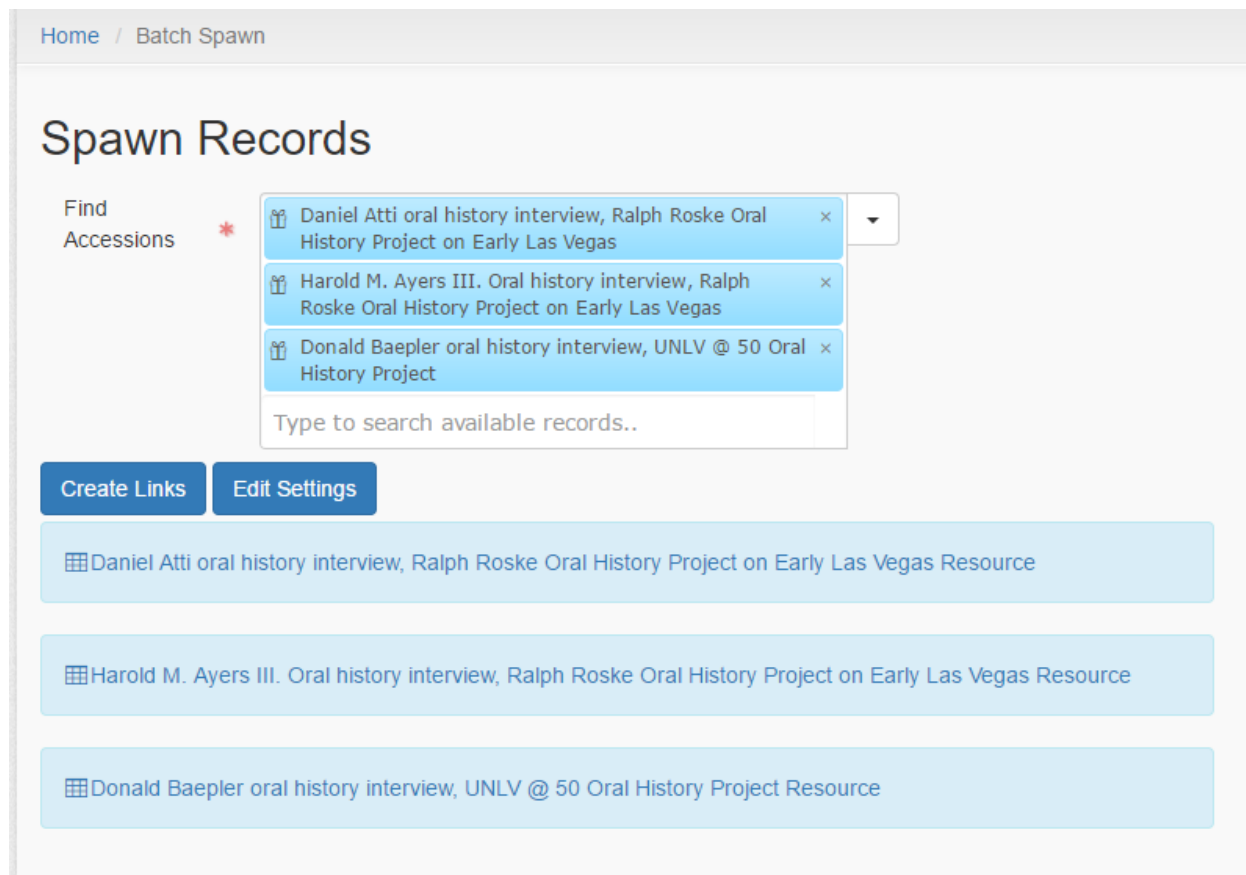 Home / Batch Spawn
Spawn Records
Find
Accessions *
Daniel Atti oral history interview, Ralph Roske Oral ×
History Project on Early Las Vegas
Harold M. Ayers III. Oral history interview, Ralph ×
Roske Oral History Project on Early Las Vegas
Donald Baepler oral history interview, UNLV @ 50 Oral ×
History Project
Type to search available records..
Create Links Edit Settings
Daniel Atti oral history interview, Ralph Roske Oral History Project on Early Las Vegas Resource
Harold M. Ayers III. Oral history interview, Ralph Roske Oral History Project on Early Las Vegas Resource
Donald Baepler oral history interview, UNLV @ 50 Oral History Project Resource